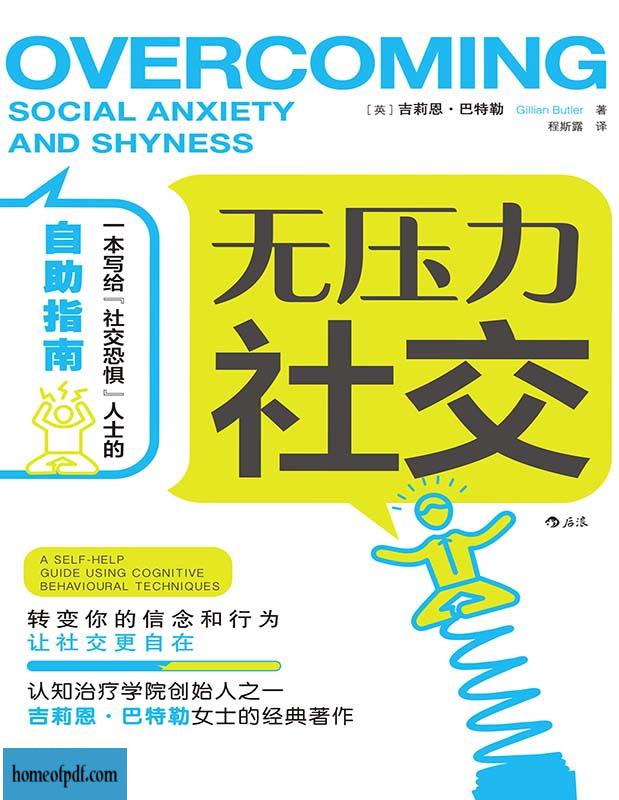 OVERCOMING
SOCIAL ANXIETY
AND SHYNESS
[英] 吉莉恩·巴特勒 Gillian Butler 著
程斯露 译
一本写给『社交恐惧』人士的
自助指南
无压力
社交
后浪
A SELF-HELP
GUIDE USING COGNITIVE
BEHAVIOURAL TECHNIQUES
转变你的信念和行为
让社交更自在
认知治疗学院创始人之一
吉莉恩·巴特勒女士的经典著作
homeofpdf.com